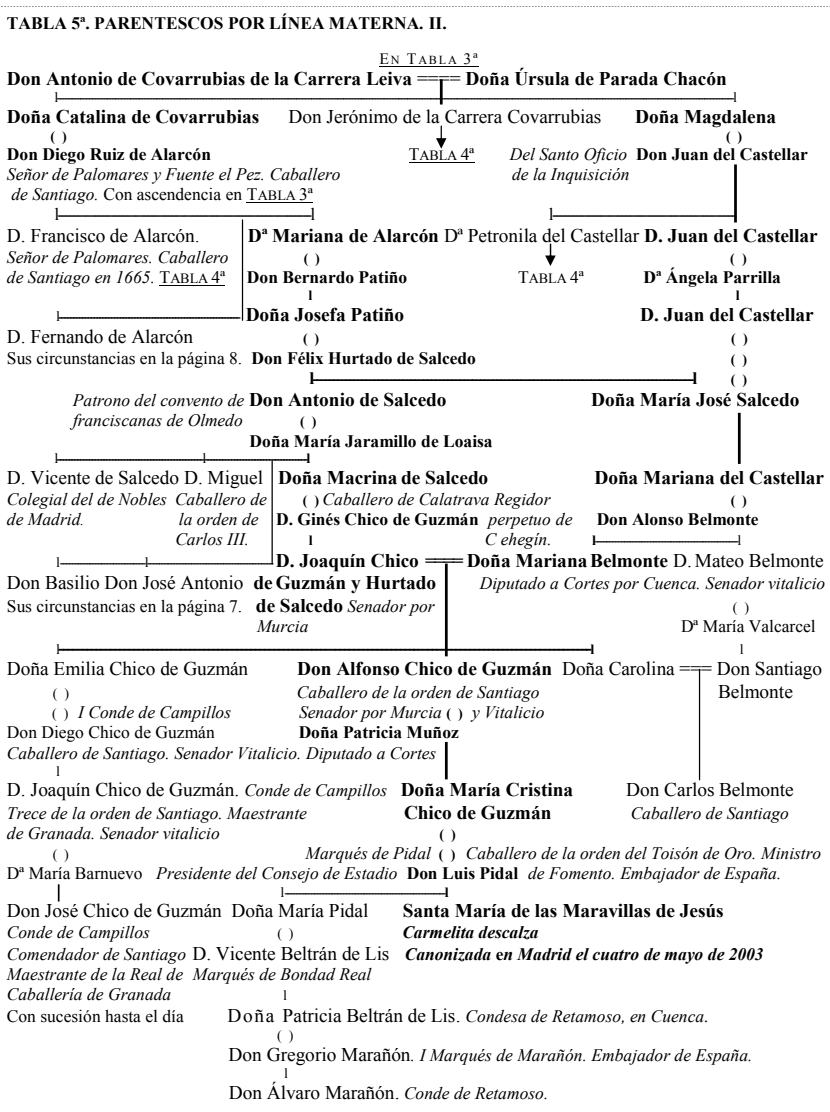 TABLA 5ª. PARENTESCOS POR LÍNEA MATERNA. II.
EN TABLA 3ª
Don Antonio de Covarrubias de la Carrera Leiva ==== Doña Úrsula de Parada Chacón
Doña Catalina de Covarrubias Don Jerónimo de la Carrera Covarrubias Doña Magdalena
( ) ( )
Don Diego Ruiz de Alarcón TABLA 4ª Del Santo Oficio Don Juan del Castellar
Señor de Palomares y Fuente el Pez. Caballero de la Inquisición
de Santiago. Con ascendencia en TABLA 3ª
D. Francisco de Alarcón. Dª Mariana de Alarcón Dª Petronila del Castellar D. Juan del Castellar
Señor de Palomares. Caballero ( ) ( )
de Santiago en 1665. TABLA 4ª Don Bernardo Patiño TABLA 4ª Dª Ángela Parrilla
l l
Doña Josefa Patiño D. Juan del Castellar
D. Fernando de Alarcón ( ) ( )
Sus circunstancias en la página 8. Don Félix Hurtado de Salcedo ( )
( )
Patrono del convento de Don Antonio de Salcedo Doña María José Salcedo
franciscanas de Olmedo ( )
Doña María Jaramillo de Loaisa
D. Vicente de Salcedo D. Miguel Doña Macrina de Salcedo Doña Mariana del Castellar
Colegial del de Nobles Caballero de ( ) Caballero de Calatrava Regidor ( )
de Madrid. la orden de D. Ginés Chico de Guzmán perpetuo de Don Alonso Belmonte
Carlos III. l C ehegín.
D. Joaquín Chico ==== Doña Mariana Belmonte D. Mateo Belmonte
Don Basilio Don José Antonio de Guzmán y Hurtado Diputado a Cortes por Cuenca. Senador vitalicio
Sus circunstancias en la página 7. de Salcedo Senador por ( )
Murcia Dª María Valcarcel
l
Doña Emilia Chico de Guzmán Don Alfonso Chico de Guzmán Doña Carolina === Don Santiago
( ) Caballero de la orden de Santiago Belmonte
( ) I Conde de Campillos Senador por Murcia ( ) y Vitalicio
Don Diego Chico de Guzmán Doña Patricia Muñoz
Caballero de Santiago. Senador Vitalicio. Diputado a Cortes
l
D. Joaquín Chico de Guzmán. Conde de Campillos Doña María Cristina Don Carlos Belmonte
Trece de la orden de Santiago. Maestrante Chico de Guzmán Caballero de Santiago
de Granada. Senador vitalicio ( )
( ) Marqués de Pidal ( ) Caballero de la orden del Toisón de Oro. Ministro
Dª María Barnuevo Presidente del Consejo de Estado Don Luis Pidal de Fomento. Embajador de España.
Don José Chico de Guzmán Doña María Pidal Santa María de las Maravillas de Jesús
Conde de Campillos ( ) Carmelita descalza
Comendador de Santiago D. Vicente Beltrán de Lis Canonizada en Madrid el cuatro de mayo de 2003
Maestrante de la Real de Marqués de Bondad Real
Caballería de Granada l
Con sucesión hasta el día Doña Patricia Beltrán de Lis. Condesa de Retamoso, en Cuenca.
( )
Don Gregorio Marañón. I Marqués de Marañón. Embajador de España.
l
Don Álvaro Marañón. Conde de Retamoso.